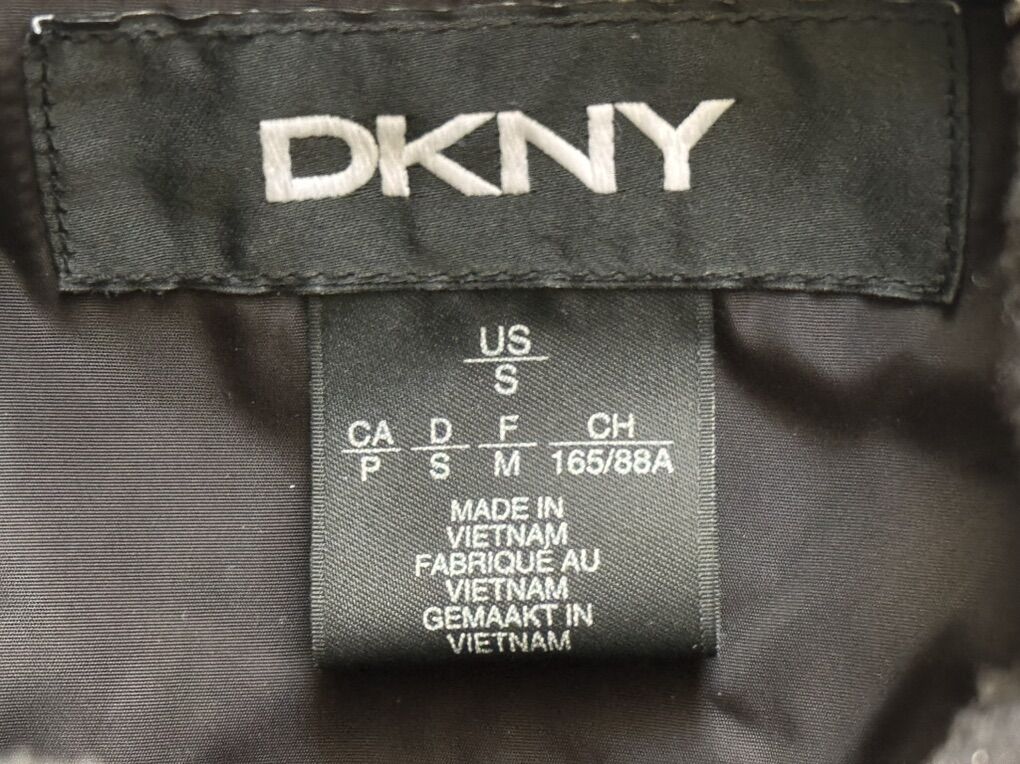 DKNY
US
S
CA D F CH
P S M 165/88A
MADE IN
VIETNAM
FABRIQUÉ AU
VIETNAM
GEMAAKT IN
VIETNAM